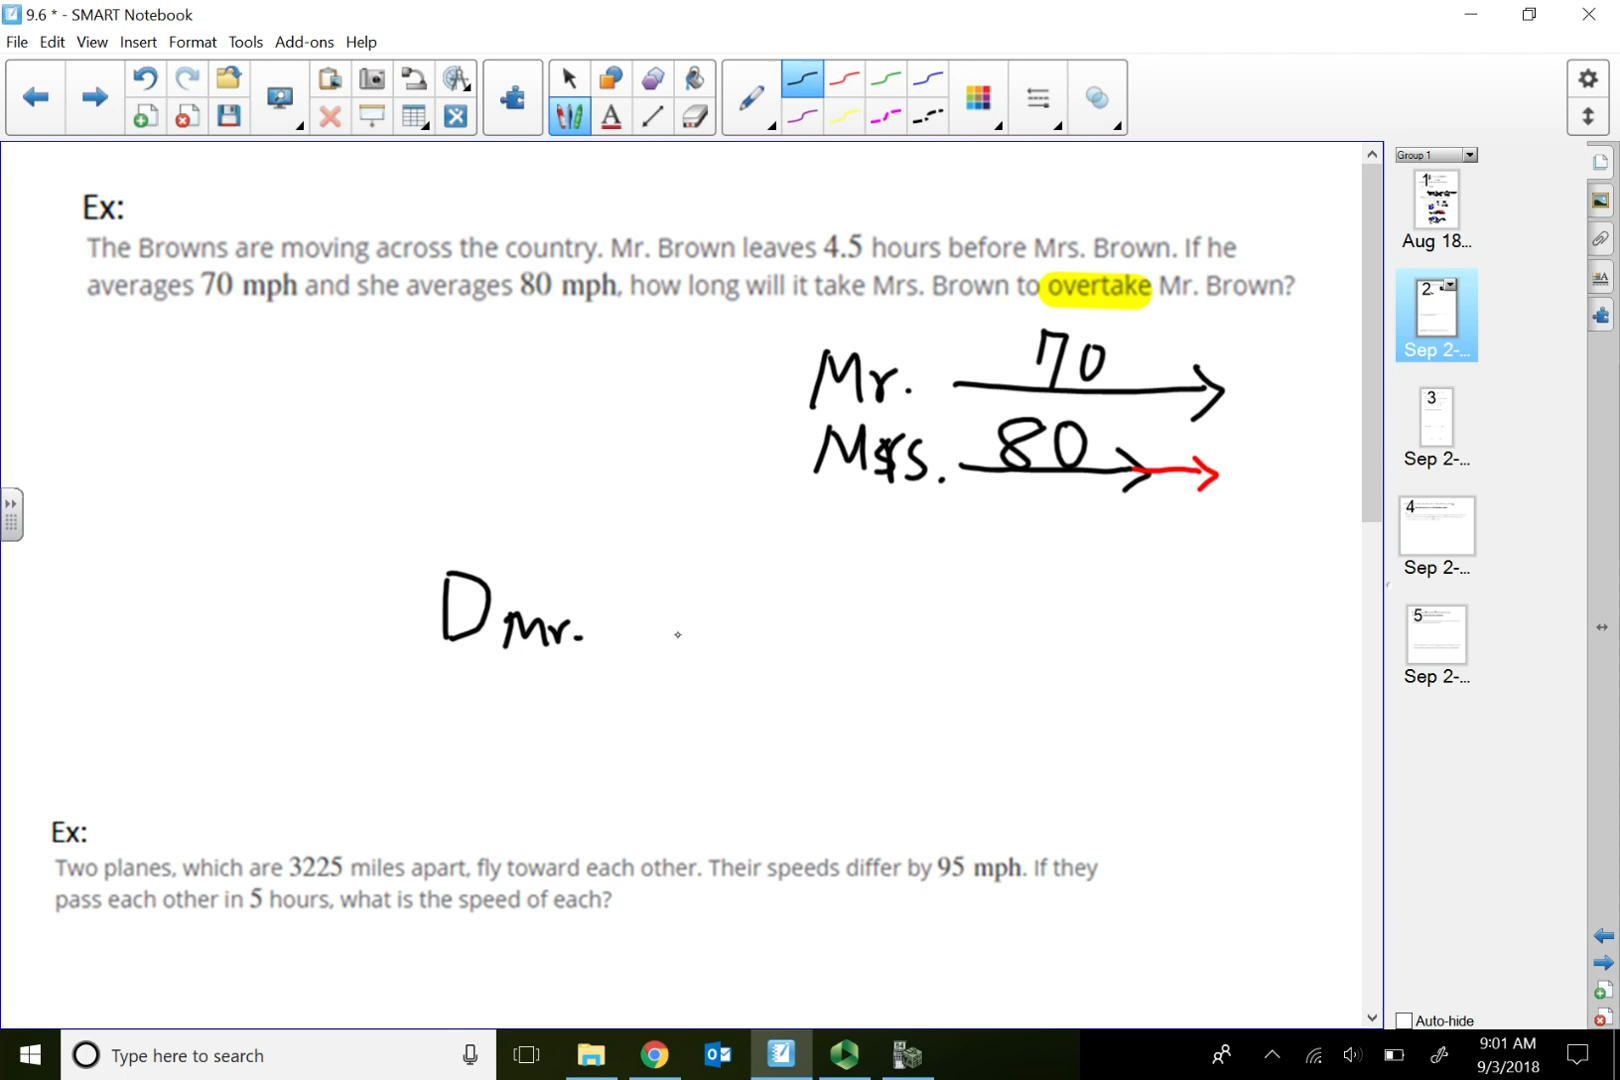 9.6 * - SMART Notebook
File Edit View Insert Format Tools Add-ons Help
Group 1
Ex:
The Browns are moving across the country. Mr. Brown leaves 4.5 hours before Mrs. Brown. If he
averages 70 mph and she averages 80 mph, how long will it take Mrs. Brown to overtake Mr. Brown?
Mr. 70
Mrs. 80
D Mr.
Ex:
Two planes, which are 3225 miles apart, fly toward each other. Their speeds differ by 95 mph. If they
pass each other in 5 hours, what is the speed of each?
1
Aug 18...
2
Sep 2-...
3
Sep 2-...
4
Sep 2-...
5
Sep 2-...
Auto-hide
Type here to search
9:01 AM
9/3/2018